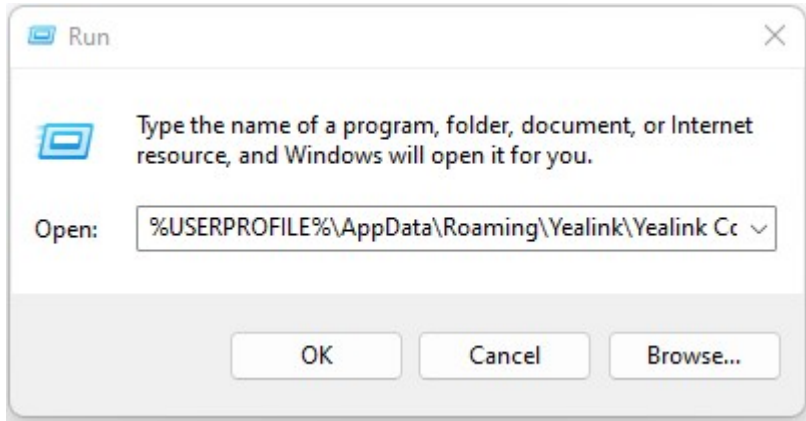 Run
Type the name of a program, folder, document, or Internet
resource, and Windows will open it for you.
Open:
%USERPROFILE%\AppData\Roaming\Yealink\Yealink Cc
OK
Cancel
Browse...